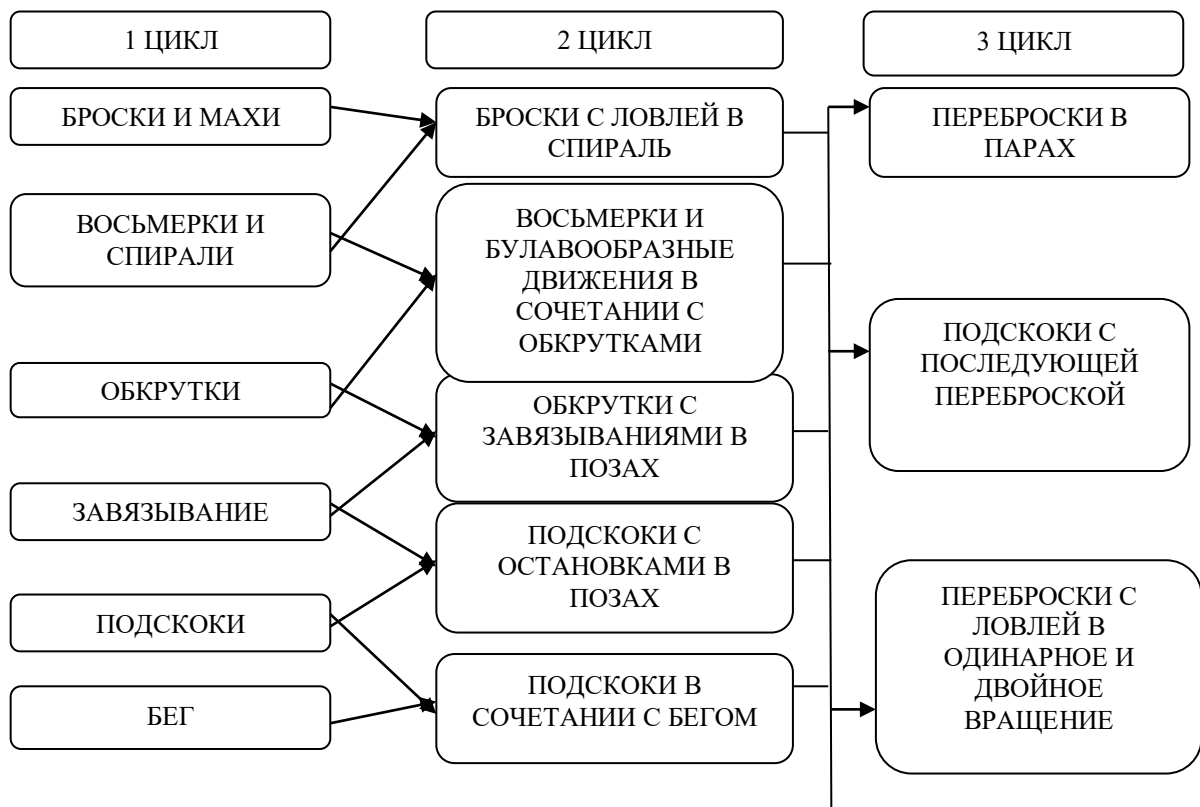 1 ЦИКЛ
2 ЦИКЛ
3 ЦИКЛ
БРОСКИ И МАХИ
ВОСЬМЕРКИ И
СПИРАЛИ
ОБКРУТКИ
ЗАВЯЗЫВАНИЕ
ПОДСКОКИ
БЕГ
БРОСКИ С ЛОВЛЕЙ В
СПИРАЛЬ
ВОСЬМЕРКИ И
БУЛАВООБРАЗНЫЕ
ДВИЖЕНИЯ В
СОЧЕТАНИИ С
ОБКРУТКАМИ
ОБКРУТКИ С
ЗАВЯЗЫВАНИЯМИ В
ПОЗАХ
ПОДСКОКИ С
ОСТАНОВКАМИ В
ПОЗАХ
ПОДСКОКИ В
СОЧЕТАНИИ С БЕГОМ
ПЕРЕБРОСКИ В
ПАРАХ
ПОДСКОКИ С
ПОСЛЕДУЮЩЕЙ
ПЕРЕБРОСКОЙ
ПЕРЕБРОСКИ С
ЛОВЛЕЙ В
ОДИНАРНОЕ И
ДВОЙНОЕ
ВРАЩЕНИЕ